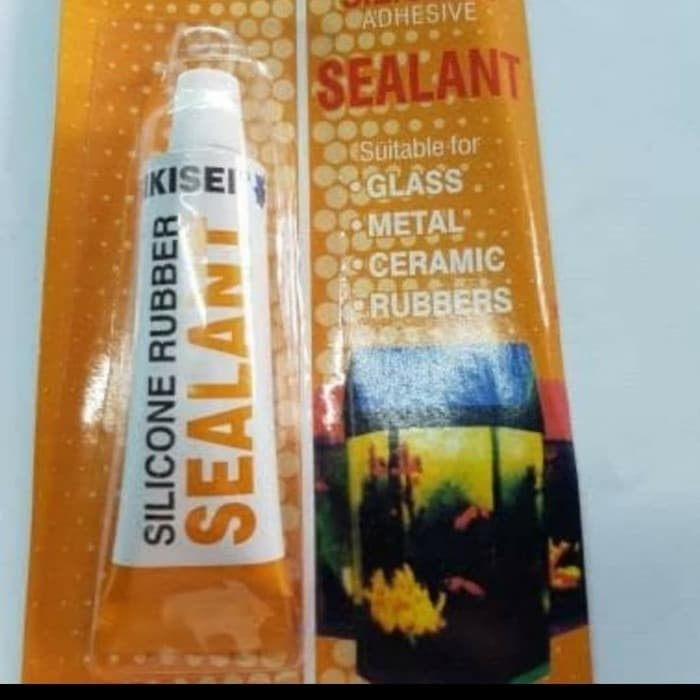 IKISEI
SILICONE RUBBER
SEALANT
ADHESIVE
SEALANT
Suitable for
• GLASS
• METAL
• CERAMIC
• RUBBERS